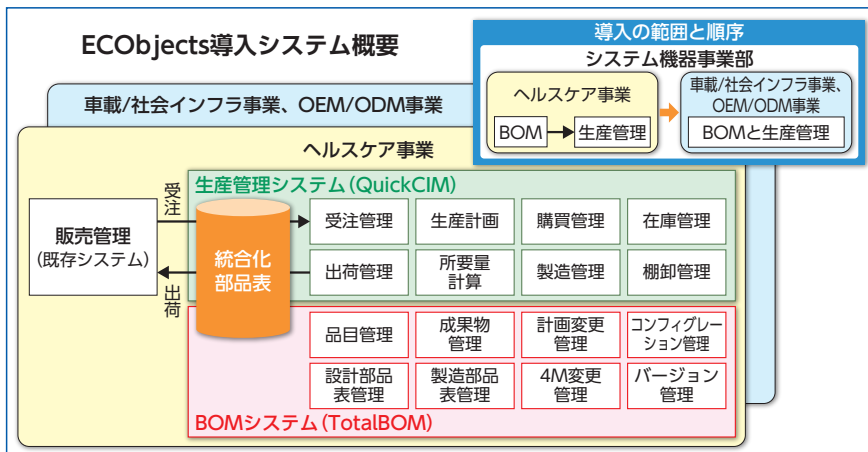 ECObjects導入システム概要
導入の範囲と順序
システム機器事業部
ヘルスケア事業
BOM
生産管理
車載/社会インフラ事業、
OEM/ODM事業
BOMと生産管理
車載/社会インフラ事業、OEM/ODM事業
ヘルスケア事業
販売管理
(既存システム)
受注
出荷
統合化
部品表
生産管理システム(QuickCIM)
受注管理
生産計画
購買管理
在庫管理
出荷管理
所要量
計算
製造管理
棚卸管理
品目管理
成果物
管理
計画変更
管理
コンフィグレー
ション管理
設計部品
表管理
製造部品
表管理
4M変更
管理
バージョン
管理
BOMシステム(TotalBOM)